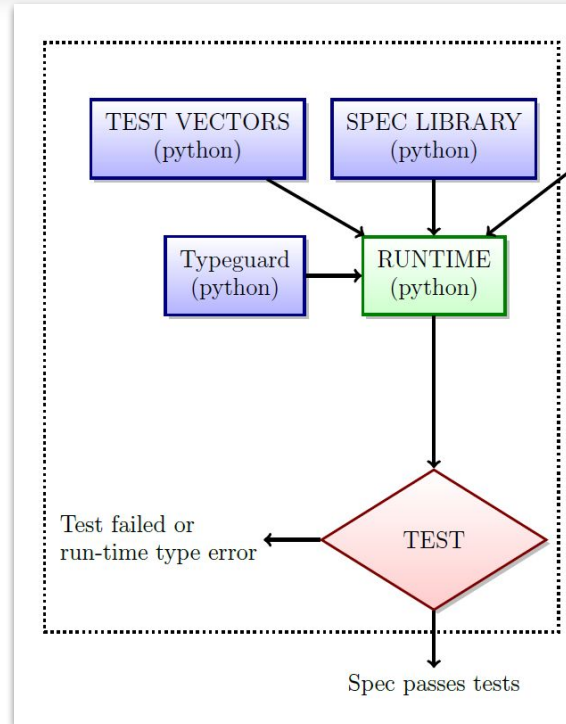 TEST VECTORS
(python)
SPEC LIBRARY
(python)
Typeguard
(python)
RUNTIME
(python)
TEST
Test failed or
run-time type error
Spec passes tests